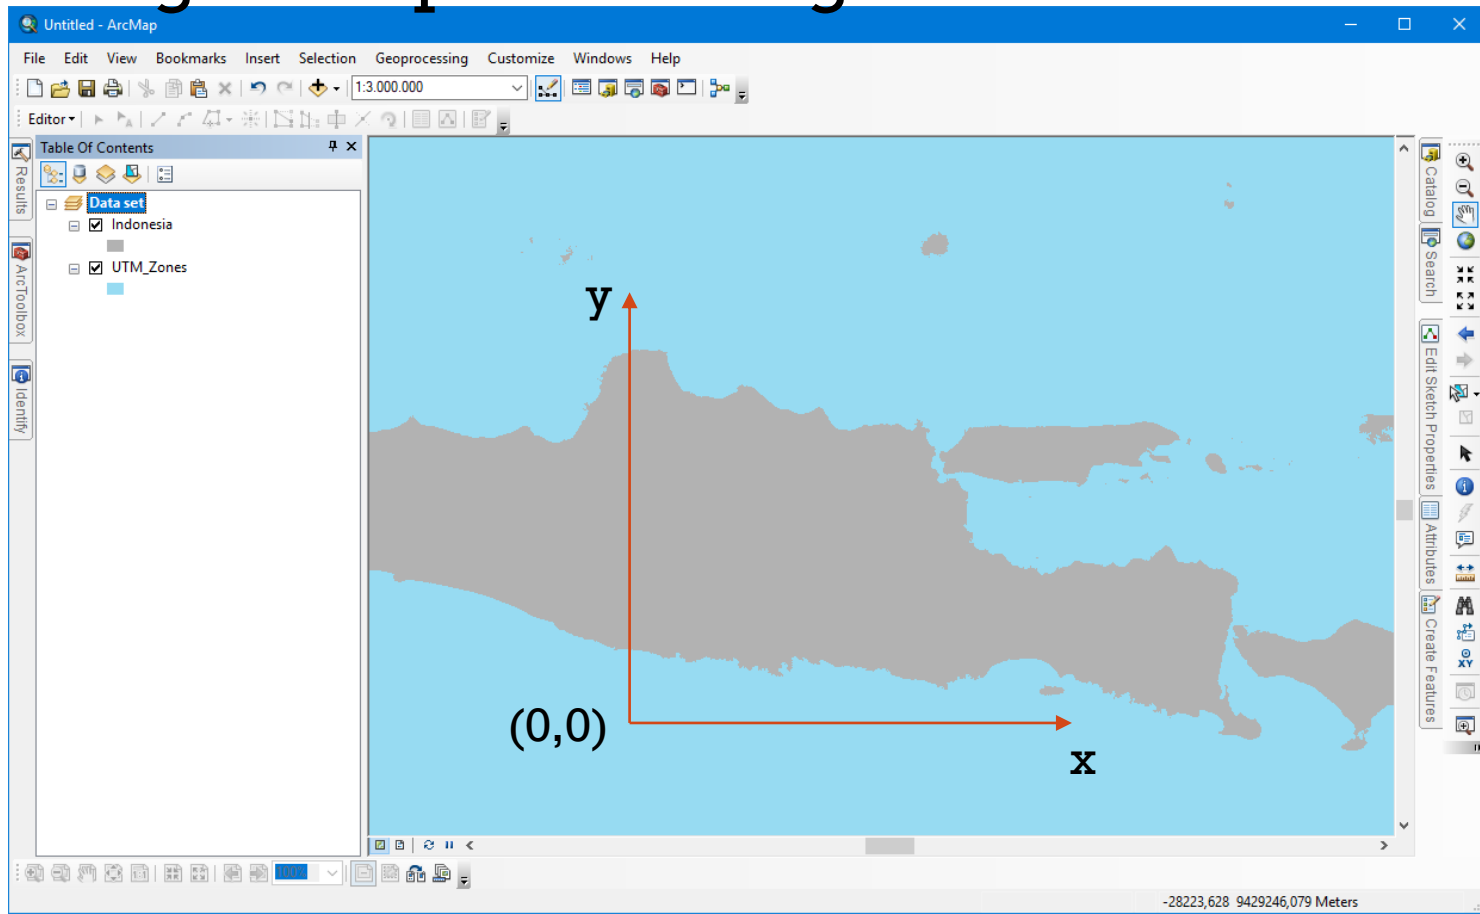 Untitled - ArcMap
File Edit View Bookmarks Insert Selection Geoprocessing Customize Windows Help
1:3.000.000
Editor
Table Of Contents
Data set
Indonesia
UTM_Zones
Results
ArcToolbox
Identify
y
(0,0)
x
Catalog
Search
Edit Sketch Properties
Attributes
Create Features
XY
100%
-28223,628 9429246,079 Meters